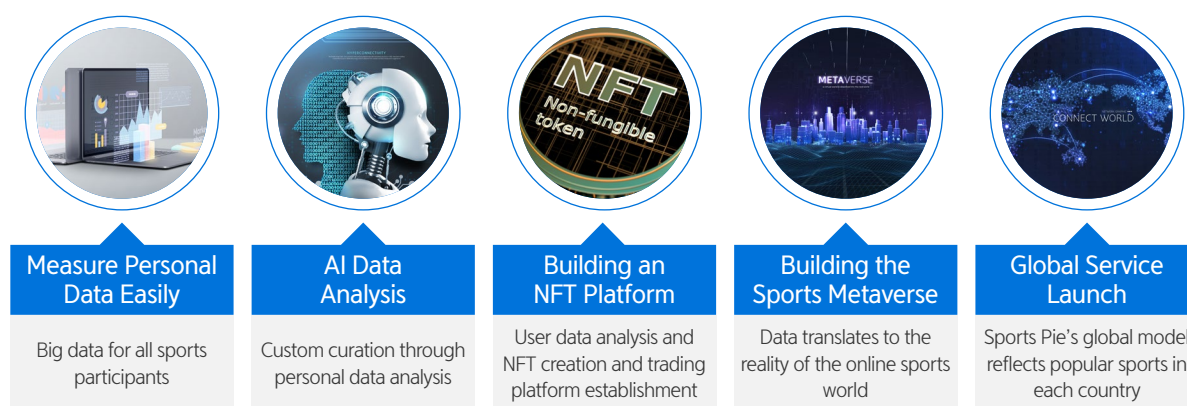 HYPERCONNECTIVITY
NFT
Non-fungible
token
METAVERSE
CONNECT WORLD
Measure Personal
Data Easily
AI Data
Analysis
Building an
NFT Platform
Building the
Sports Metaverse
Global Service
Launch
Big data for all sports
participants
Custom curation through
personal data analysis
User data analysis and
NFT creation and trading
platform establishment
Data translates to the
reality of the online sports
world
Sports Pie's global model
reflects popular sports in
each country